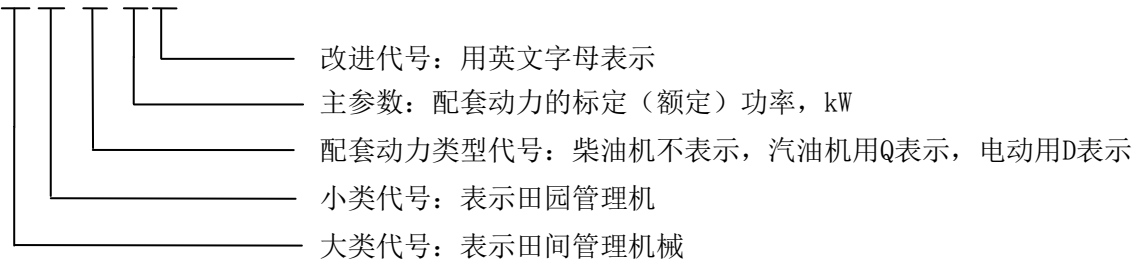 改进代号：用英文字母表示
主参数：配套动力的标定（额定）功率，kW
配套动力类型代号：柴油机不表示，汽油机用Q表示，电动用D表示
小类代号：表示田园管理机
大类代号：表示田间管理机械